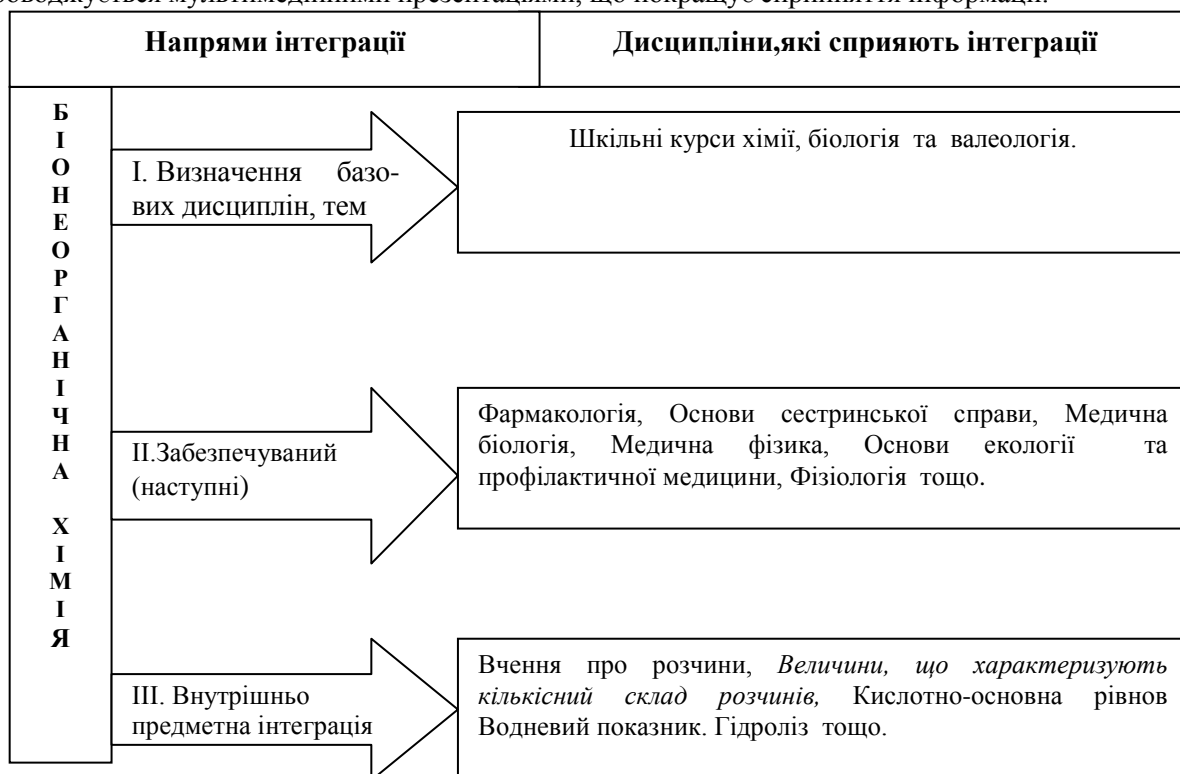 Напрями інтеграції
Дисципліни,які сприяють інтеграції
БІОНЕОРГАНІЧНА ХІМІЯ
І. Визначення базо-
вих дисциплін, тем
Шкільні курси хімії, біологія та валеологія.
ІІ.Забезпечуваний
(наступні)
Фармакологія, Основи сестринської справи, Медична
біологія, Медична фізика, Основи екології та
профілактичної медицини, Фізіологія тощо.
ІІІ. Внутрішньо
предметна інтеграція
Вчення про розчини, Величини, що характеризують
кількісний склад розчинів, Кислотно-основна рівнов
Водневий показник. Гідроліз тощо.